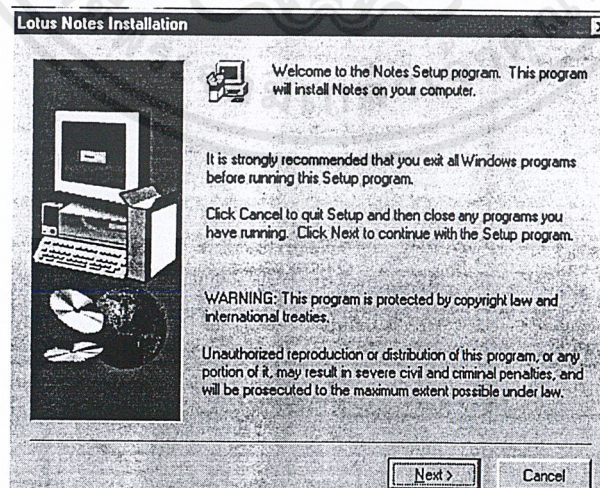 Lotus Notes Installation
Welcome to the Notes Setup program. This program
will install Notes on your computer.
It is strongly recommended that you exit all Windows programs
before running this Setup program.
Click Cancel to quit Setup and then close any programs you
have running. Click Next to continue with the Setup program.
WARNING: This program is protected by copyright law and
international treaties.
Unauthorized reproduction or distribution of this program, or any
portion of it, may result in severe civil and criminal penalties, and
will be prosecuted to the maximum extent possible under law.
Next >
Cancel